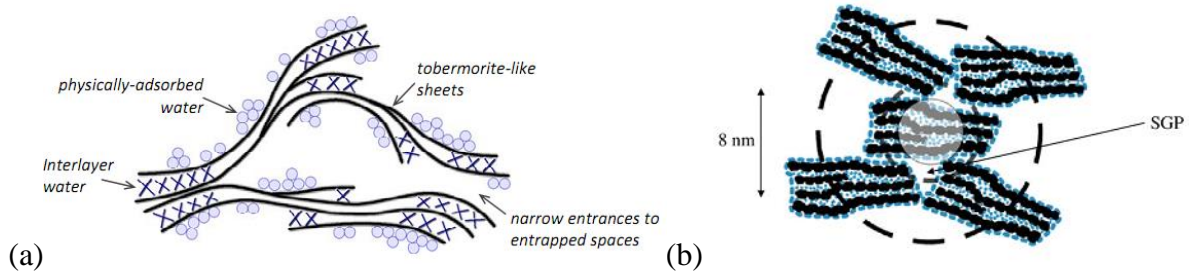 physically-adsorbed
water
tobermorite-like
sheets
Interlayer
water
narrow entrances to
entrapped spaces
(a)
8 nm
SGP
(b)